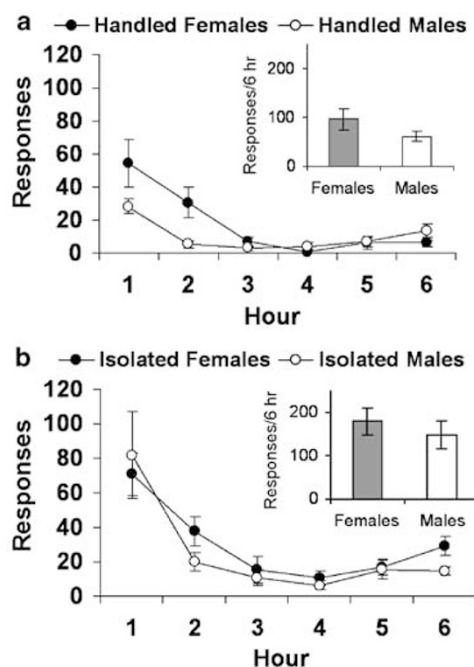 a
Handled Females Handled Males
120
100
80
60
40
20
0
Responses
1 2 3 4 5 6
Hour
Responses/6 hr
200
100
0
Females Males
b
Isolated Females Isolated Males
120
100
80
60
40
20
0
Responses
1 2 3 4 5 6
Hour
Responses/6 hr
200
100
0
Females Males